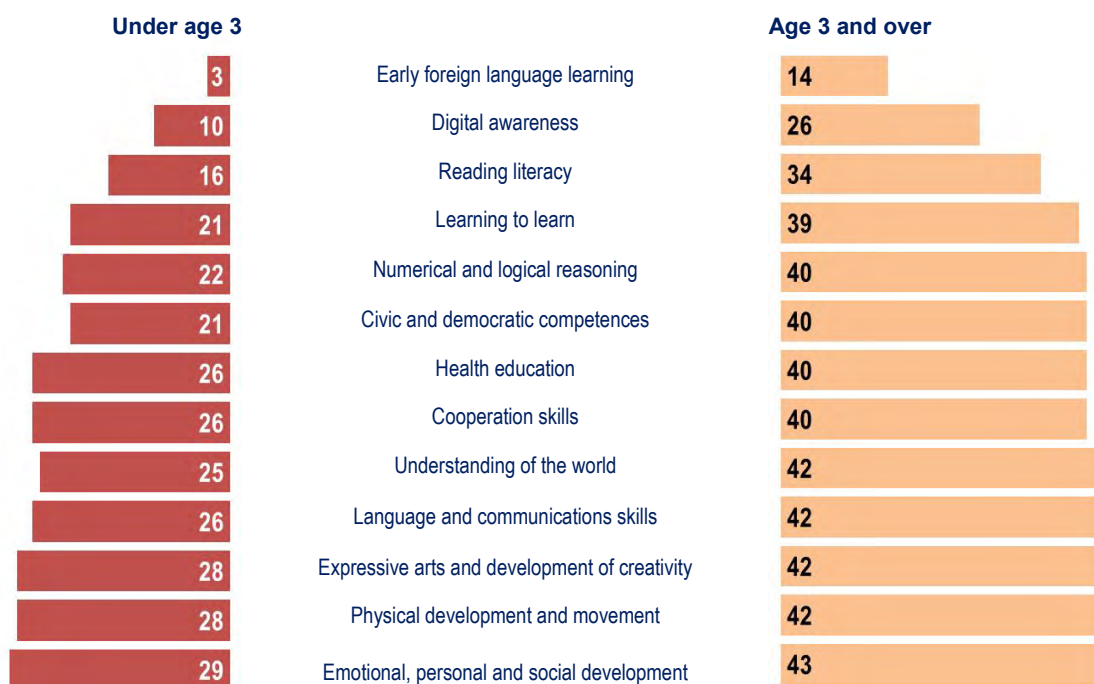 Under age 3 Age 3 and over
3 Early foreign language learning 14
10 Digital awareness 26
16 Reading literacy 34
21 Learning to learn 39
22 Numerical and logical reasoning 40
21 Civic and democratic competences 40
26 Health education 40
26 Cooperation skills 40
25 Understanding of the world 42
26 Language and communications skills 42
28 Expressive arts and development of creativity 42
28 Physical development and movement 42
29 Emotional, personal and social development 43